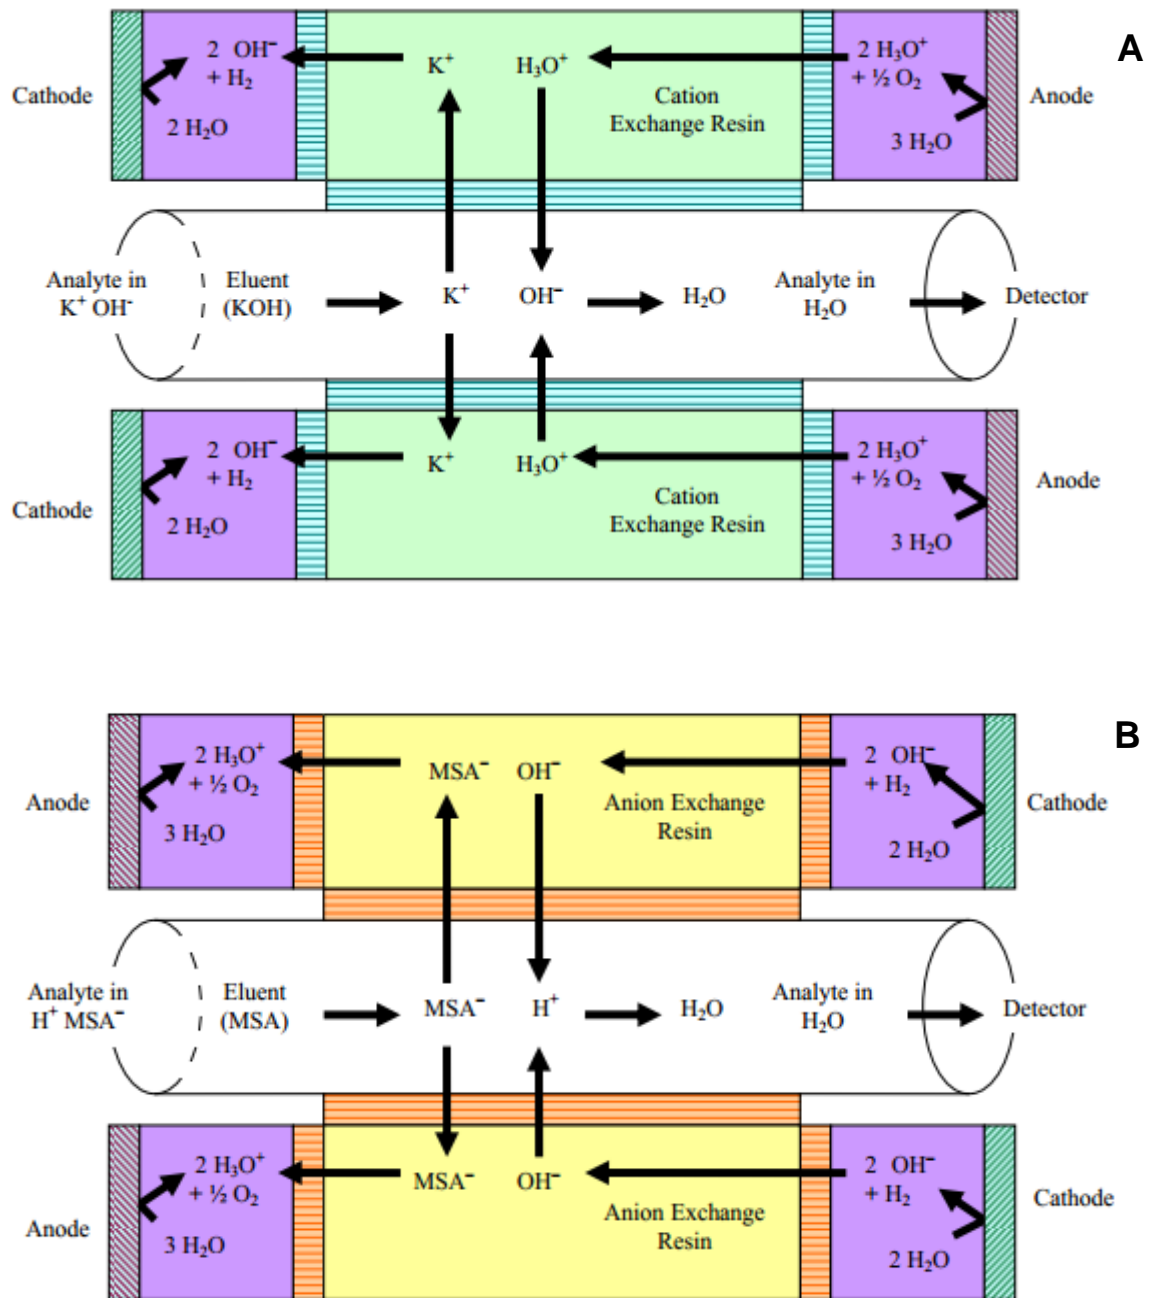 A
2 OH⁻
+ H₂
K⁺
H₃O⁺
2 H₃O⁺
+ ½ O₂
Cathode
Cation
Exchange Resin
Anode
2 H₂O
3 H₂O
Analyte in
K⁺ OH⁻
Eluent
(KOH)
K⁺
OH⁻
H₂O
Analyte in
H₂O
Detector
2 OH⁻
+ H₂
K⁺
H₃O⁺
2 H₃O⁺
+ ½ O₂
Anode
Cathode
2 H₂O
Cation
Exchange Resin
3 H₂O
B
2 H₃O⁺
+ ½ O₂
MSA⁻
OH⁻
2 OH⁻
+ H₂
Anode
Anion Exchange
Resin
Cathode
3 H₂O
2 H₂O
Analyte in
H⁺ MSA⁻
Eluent
(MSA)
MSA⁻
H⁺
H₂O
Analyte in
H₂O
Detector
2 H₃O⁺
+ ½ O₂
MSA⁻
OH⁻
2 OH⁻
+ H₂
Cathode
Anode
3 H₂O
Anion Exchange
Resin
2 H₂O